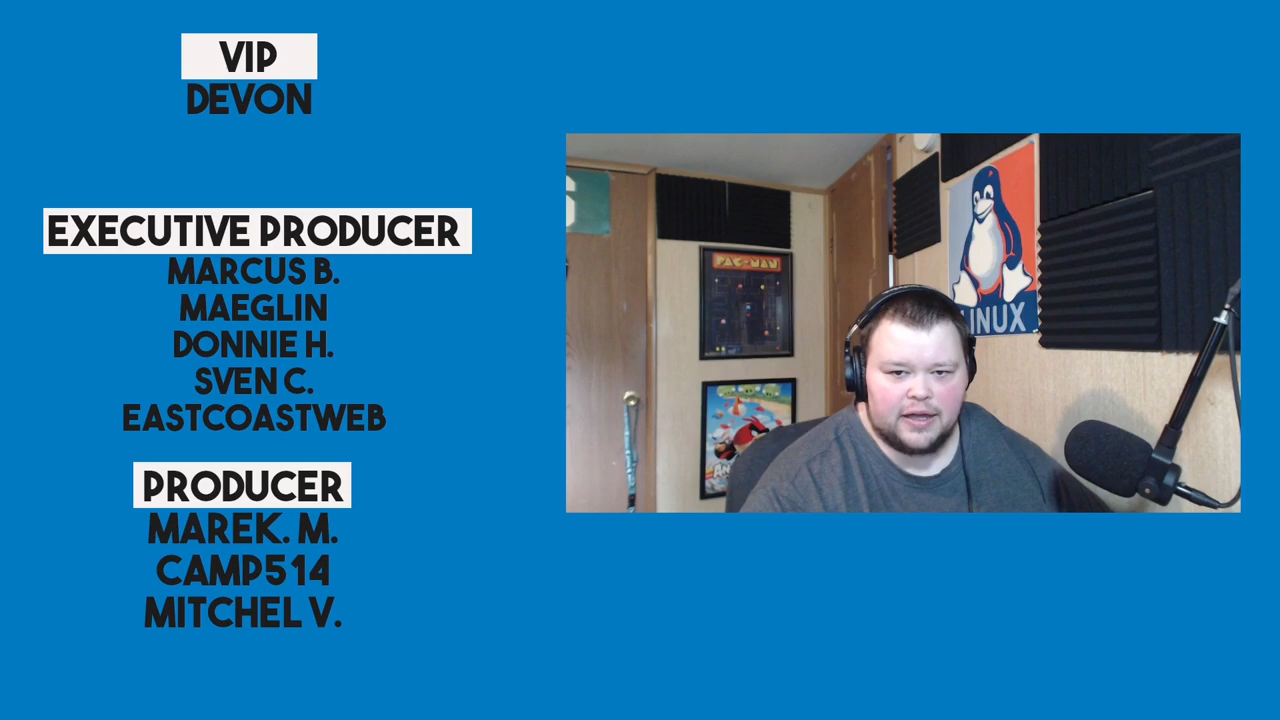 VIP
DEVON
EXECUTIVE PRODUCER
MARCUS B.
MAEGLIN
DONNIE H.
SVEN C.
EASTCOASTWEB
PRODUCER
MAREK. M.
CAMP514
MITCHEL V.
PAC-MAN
LINUX